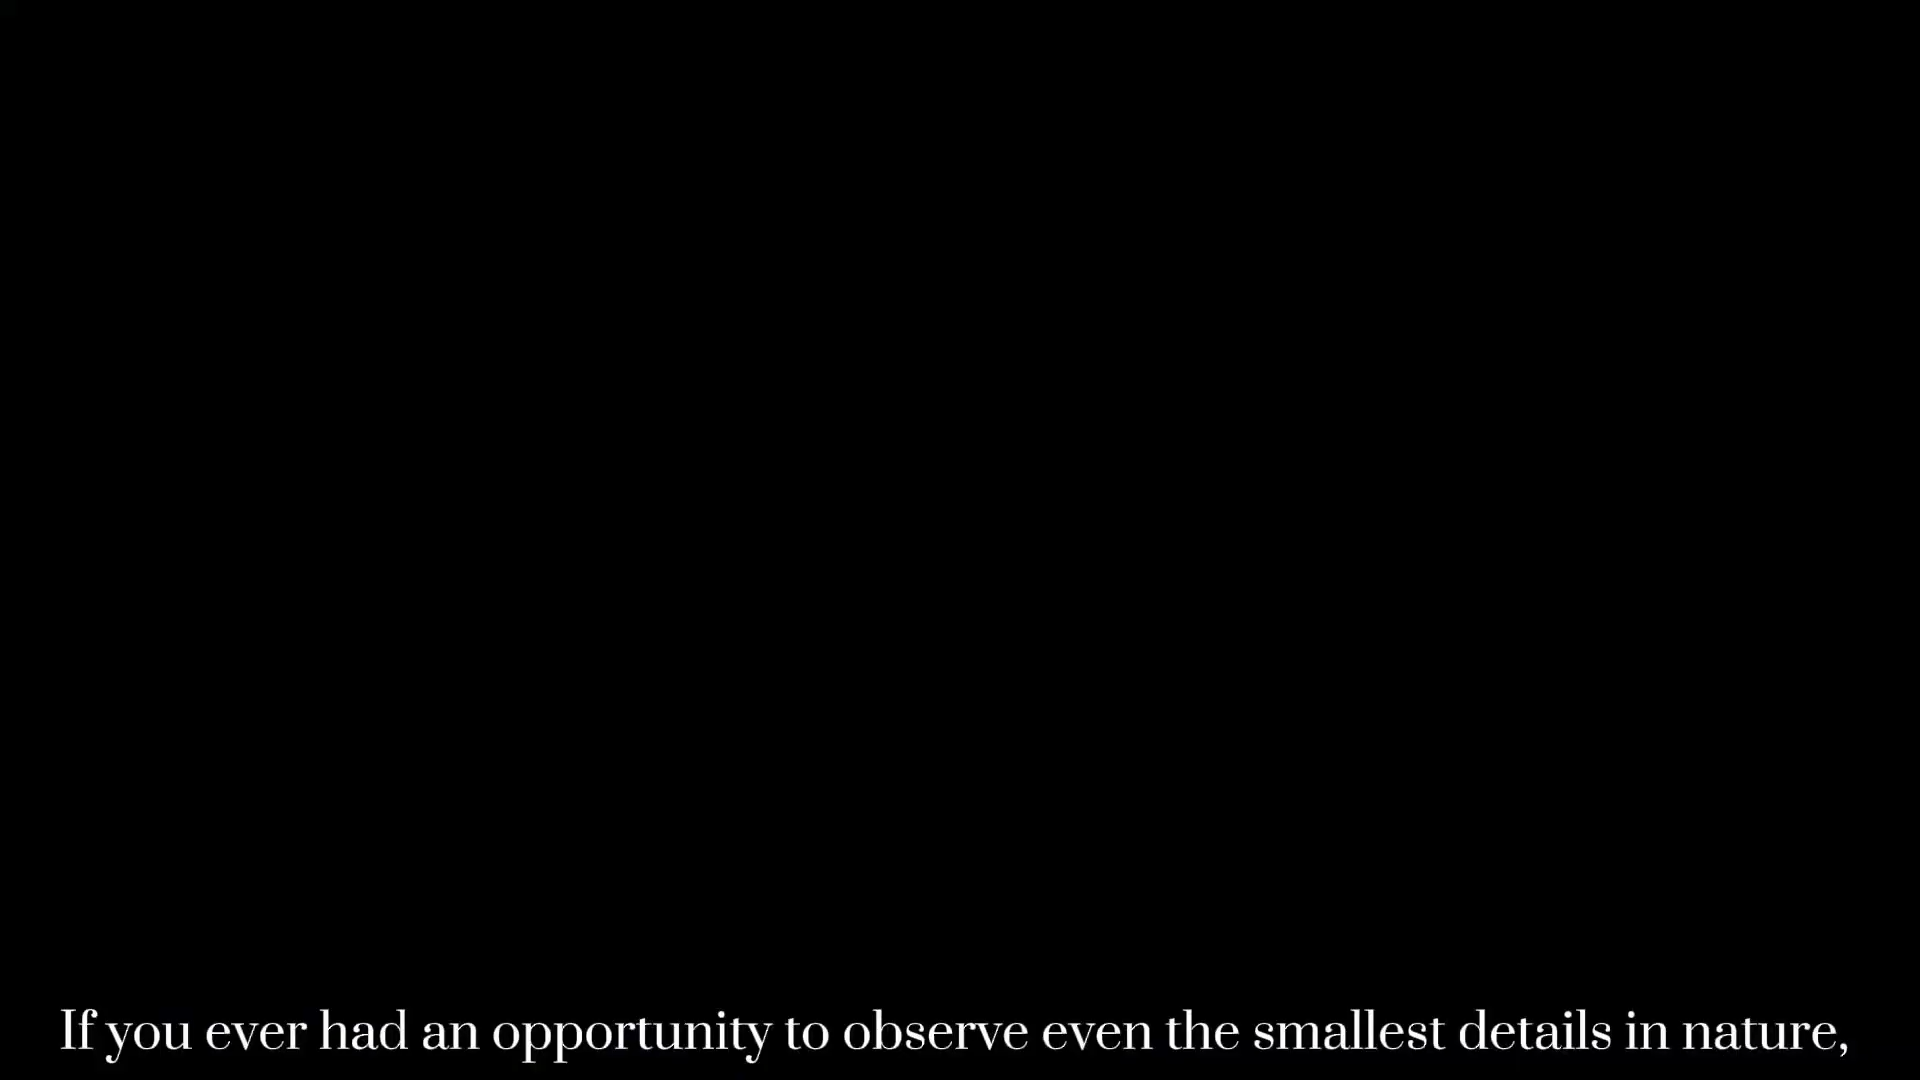 If you ever had an opportunity to observe even the smallest details in nature,